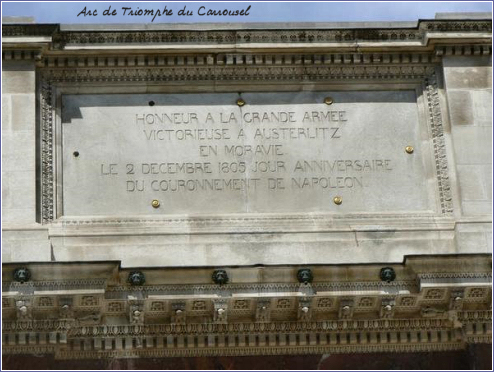 Arc de Triomphe du Carrousel
HONNEUR A LA GRANDE ARMEE
VICTORIEUSE A AUSTERLITZ
EN MORAVIE
LE 2 DECEMBRE 1805 JOUR ANNIVERSAIRE
DU COURONNEMENT DE NAPOLEON